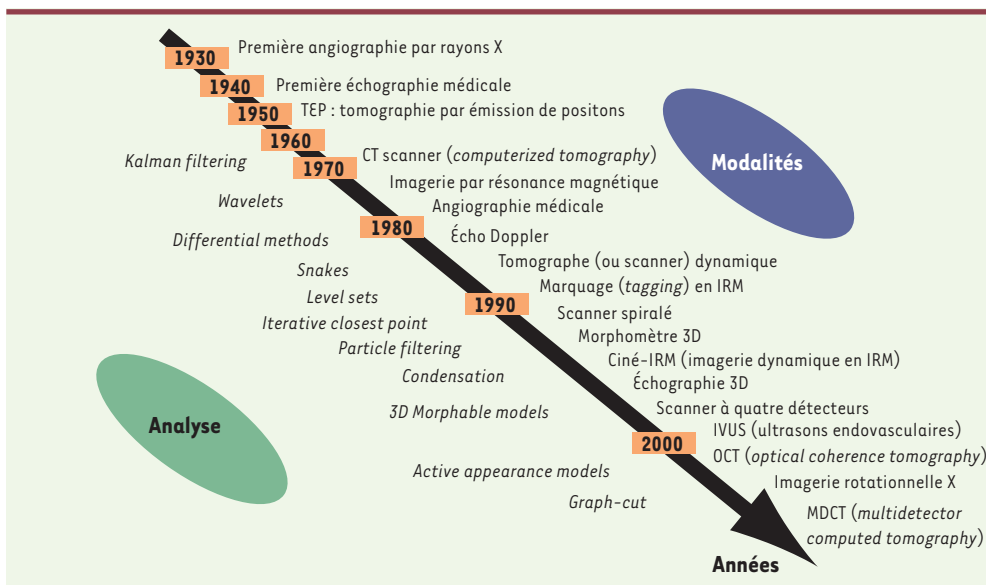 1930
Première angiographie par rayons X
1940
Première échographie médicale
1950
TEP : tomographie par émission de positons
1960
Kalman filtering
1970
CT scanner (computerized tomography)
Modalités
Imagerie par résonance magnétique
Wavelets
Angiographie médicale
1980
Écho Doppler
Differential methods
Tomographe (ou scanner) dynamique
Snakes
Marquage (tagging) en IRM
Level sets
1990
Scanner spiralé
Iterative closest point
Morphomètre 3D
Particle filtering
Ciné-IRM (imagerie dynamique en IRM)
Condensation
Échographie 3D
3D Morphable models
Scanner à quatre détecteurs
Analyse
IVUS (ultrasons endovasculaires)
2000
OCT (optical coherence tomography)
Active appearance models
Imagerie rotationnelle X
Graph-cut
MDCT (multidetector
computed tomography)
Années